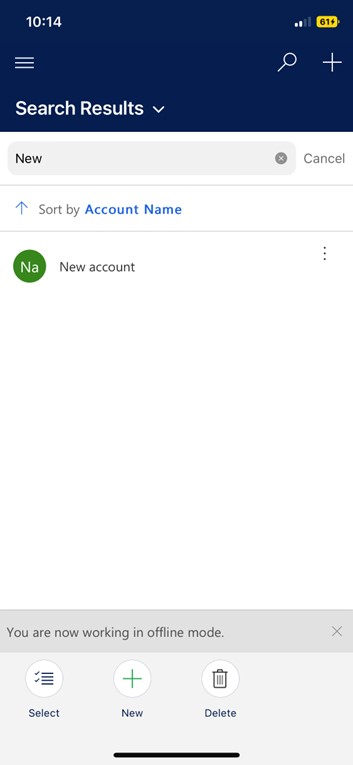 10:14
61
Search Results
New
Cancel
Sort by Account Name
Na
New account
You are now working in offline mode.
Select
New
Delete